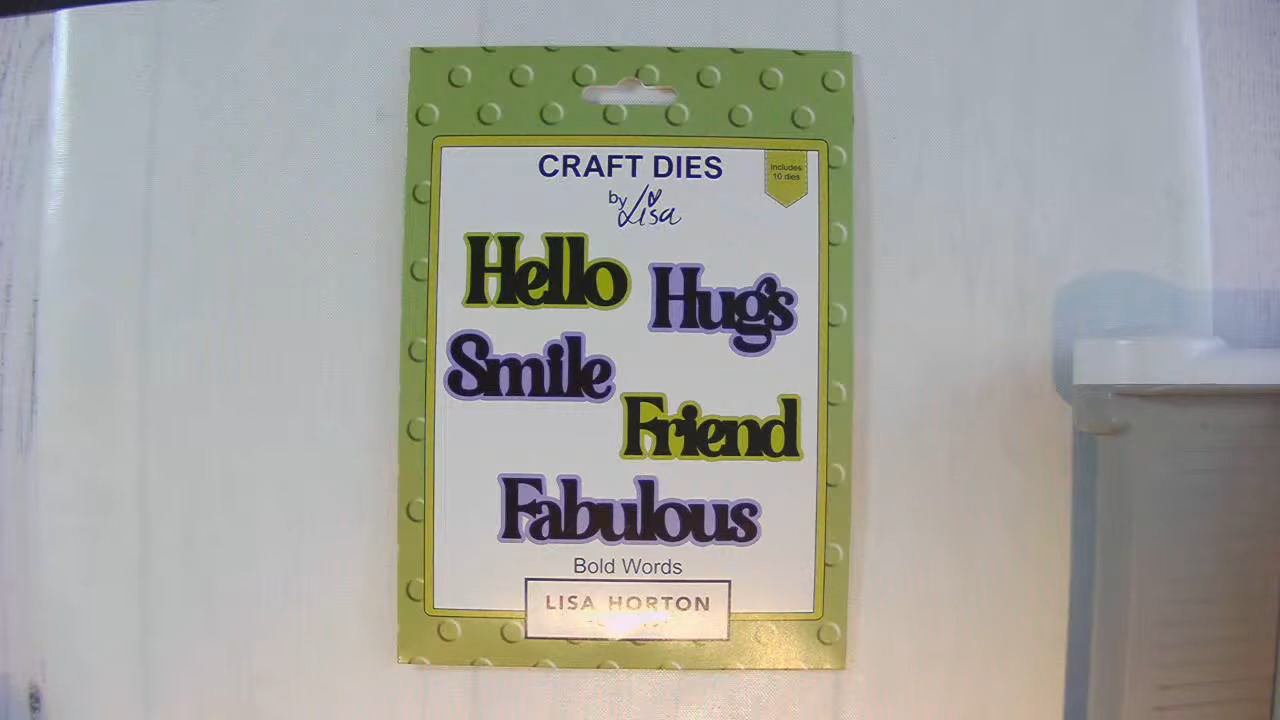 CRAFT DIES
by Lisa
Includes
10 dies
Hello
Hugs
Smile
Friend
Fabulous
Bold Words
LISA HORTON